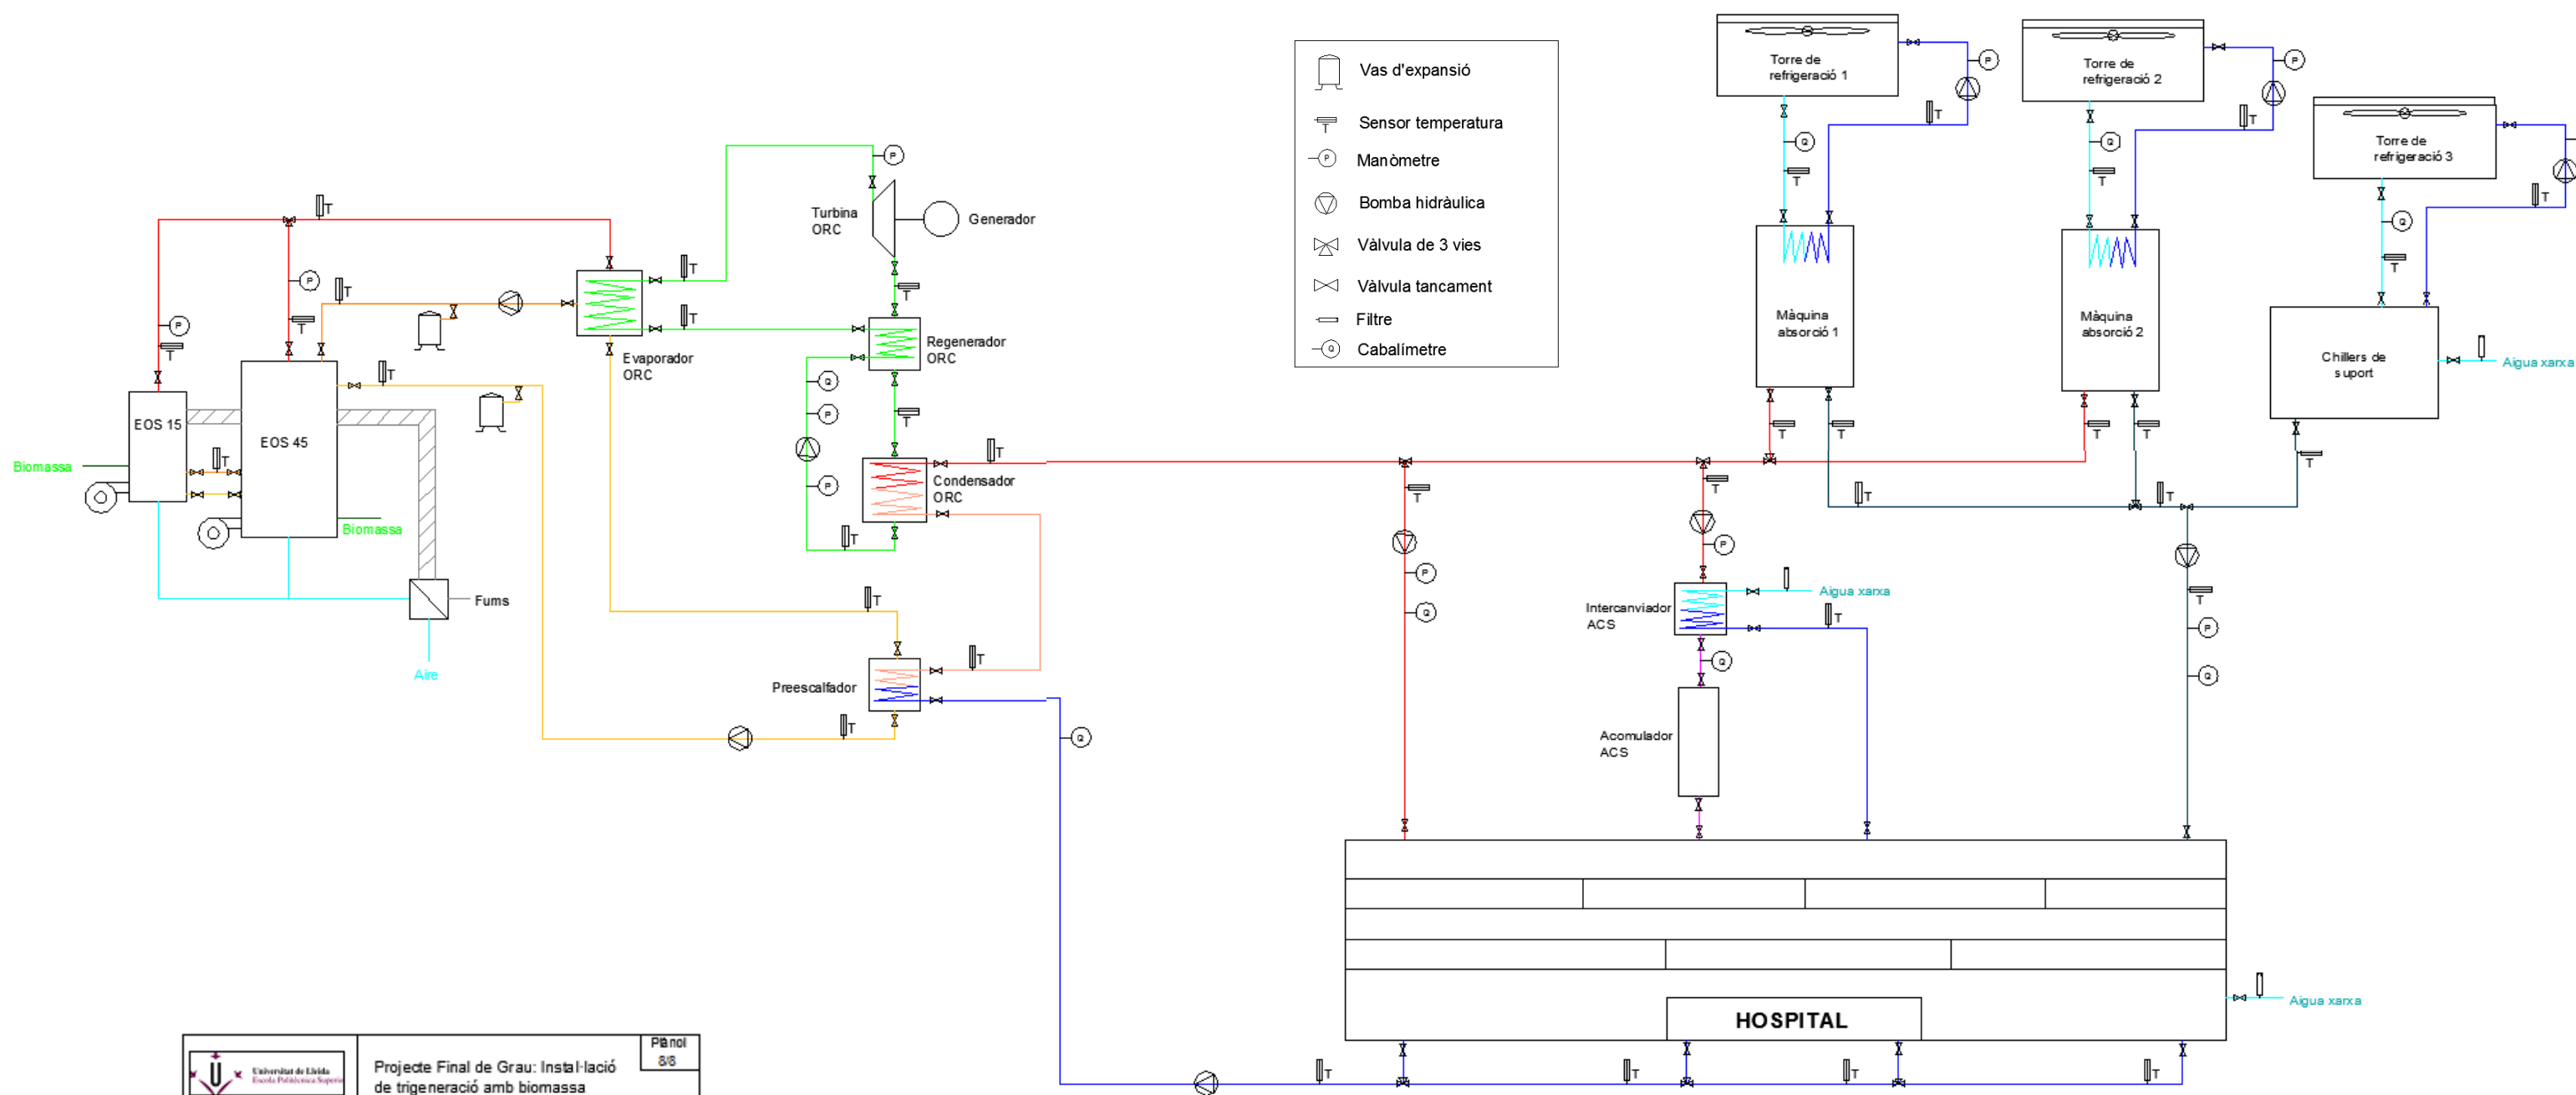 Vas d'expansió
Sensor temperatura
P
Manòmetre
Bomba hidràulica
Vàlvula de 3 vies
Vàlvula tancament
Filtre
Q
Cabalímetre
Torre de
refrigeració 1
Torre de
refrigeració 2
Torre de
refrigeració 3
Màquina
absorció 1
Màquina
absorció 2
Chillers de
suport
Aigua xarxa
Turbina
ORC
Generador
Evaporador
ORC
Regenerador
ORC
Condensador
ORC
EOS 15
EOS 45
Biomassa
Biomassa
Fums
Aire
Preescalfador
Intercanviador
ACS
Aigua xarxa
Acomulador
ACS
HOSPITAL
Aigua xarxa
Universitat de Lleida
Escola Politècnica Superio
Projecte Final de Grau: Instal·lació
de trigeneració amb biomassa
Plànol
8/8